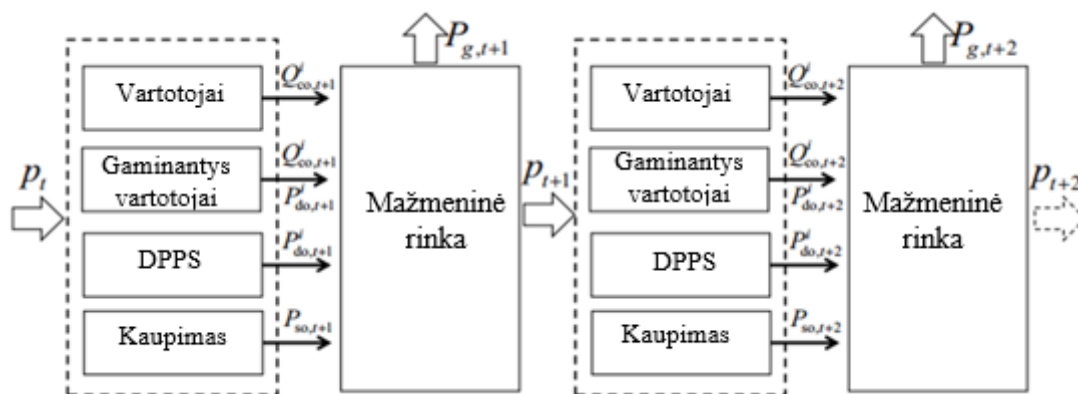 p_t
Vartotojai
Gaminantys
vartotojai
DPPS
Kaupimas
Q^i_{co,t+1}
Q^i_{co,t+1}
P^i_{do,t+1}
P^i_{do,t+1}
P_{so,t+1}
P_{g,t+1}
Mažmeninė
rinka
p_{t+1}
Vartotojai
Gaminantys
vartotojai
DPPS
Kaupimas
Q^i_{co,t+2}
Q^i_{co,t+2}
P^i_{do,t+2}
P^i_{do,t+2}
P_{so,t+2}
P_{g,t+2}
Mažmeninė
rinka
p_{t+2}